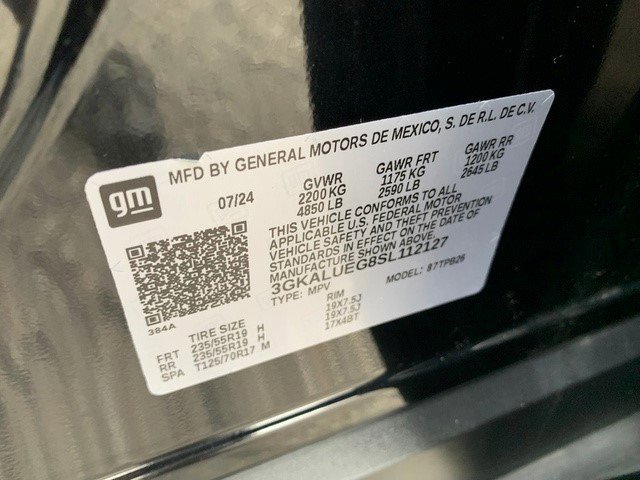 gm
MFD BY GENERAL MOTORS DE MEXICO, S. DE R.L. DE C.V.
07/24 GVWR GAWR FRT GAWR RR
2200 KG 1175 KG 1200 KG
4850 LB 2590 LB 2645 LB
THIS VEHICLE CONFORMS TO ALL
APPLICABLE U.S. FEDERAL MOTOR
VEHICLE SAFETY AND THEFT PREVENTION
STANDARDS IN EFFECT ON THE DATE OF
MANUFACTURE SHOWN ABOVE.
3GKALUEG8SL112127
TYPE: MPV MODEL: 87TPB26
384A
TIRE SIZE RIM
FRT 235/55R19 H 19X7.5J
RR 235/55R19 H 19X7.5J
SPA T125/70R17 M 17X4BT